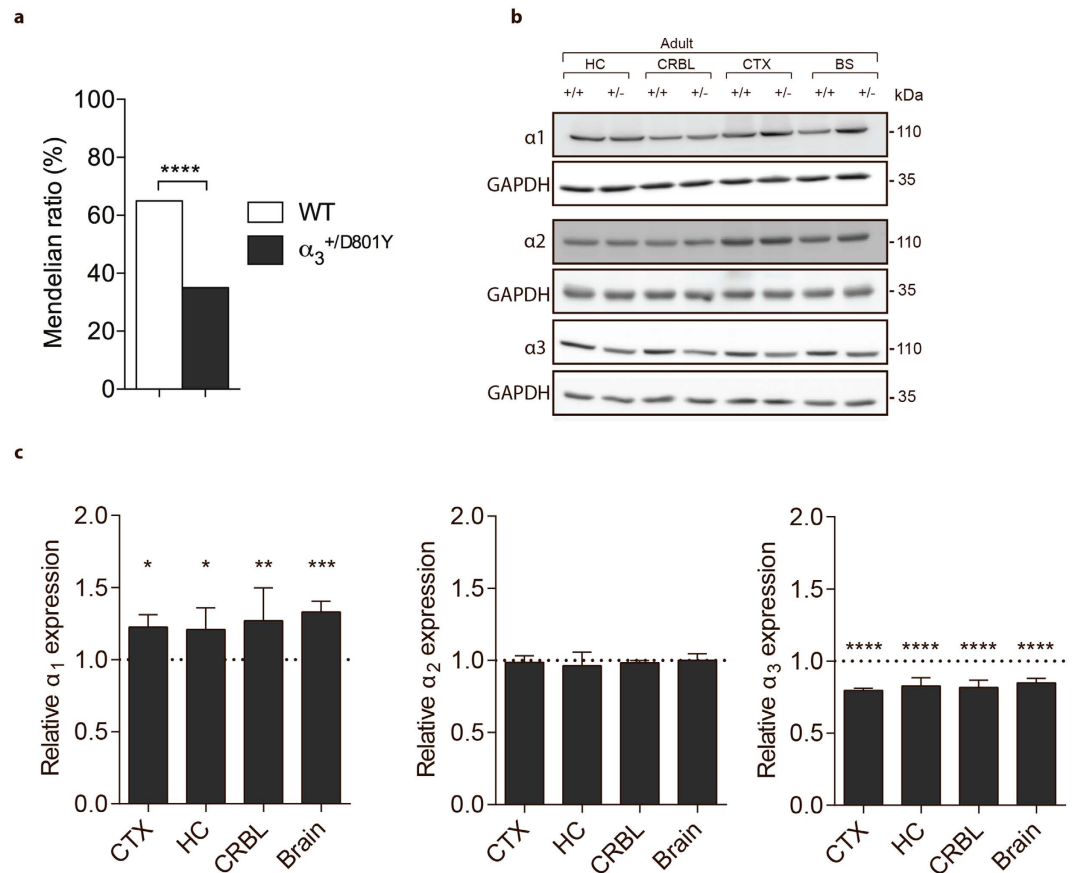 a
Mendelian ratio (%)
100
80
60
40
20
0
****
WT
α3+/D801Y
b
Adult
HC CRBL CTX BS
+/+ +/- +/+ +/- +/+ +/- +/+ +/- kDa
α1 -110
GAPDH -35
α2 -110
GAPDH -35
α3 -110
GAPDH -35
c
Relative α1 expression
2.0
1.5
1.0
0.5
0.0
* * ** ***
CTX HC CRBL Brain
Relative α2 expression
2.0
1.5
1.0
0.5
0.0
CTX HC CRBL Brain
Relative α3 expression
2.0
1.5
1.0
0.5
0.0
**** **** **** ****
CTX HC CRBL Brain